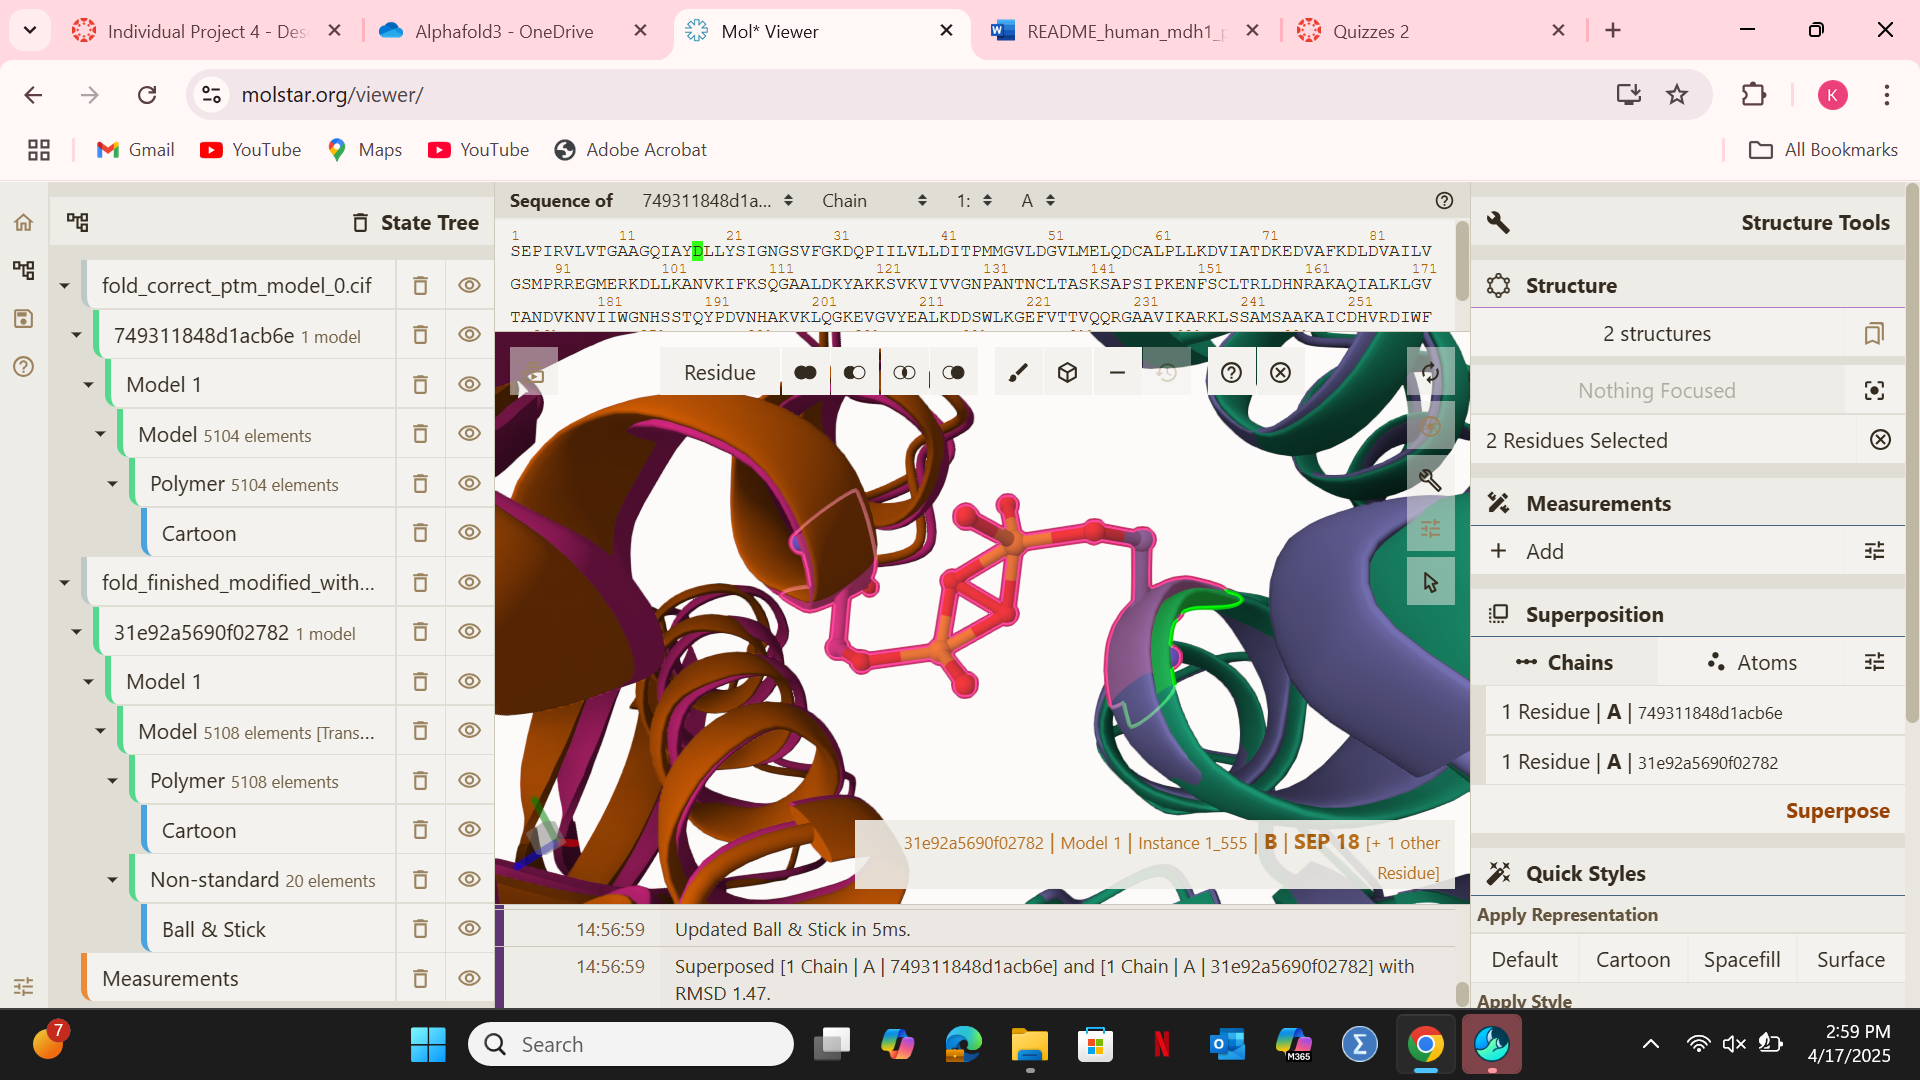 Individual Project 4 - Des
Alphafold3 - OneDrive
Mol* Viewer
README_human_mdh1_p
Quizzes 2
molstar.org/viewer/
K
Gmail
YouTube
Maps
YouTube
Adobe Acrobat
All Bookmarks
State Tree
fold_correct_ptm_model_0.cif
749311848d1acb6e 1 model
Model 1
Model 5104 elements
Polymer 5104 elements
Cartoon
fold_finished_modified_with...
31e92a5690f02782 1 model
Model 1
Model 5108 elements [Trans...
Polymer 5108 elements
Cartoon
Non-standard 20 elements
Ball & Stick
Measurements
Sequence of 749311848d1a... Chain 1: A
1 11 21 31 41 51 61 71 81
SEPIRVLVTGAAGQIAYDLLYSIGNGSVFGKDQPIILVLLDITPMMGVLDGVLMELQDCALPLLKDVIATDKEDVAFKDLDVAILV
91 101 111 121 131 141 151 161 171
GSMPRREGMERKDLLKANVKIFKSQGAALDKYAKKSVKVIVVGNPANTNCLTASKSAPSIPKENFSCLTRLDHNRAKAQIALKLGV
181 191 201 211 221 231 241 251
TANDVKNVIIWGNHSSTQYPDVNHAKVKLQGKEVGVYEALKDDSWLKGEFVTTVQQRGAAVIKARKLSSAMSAAKAICDHVRDIWF
Residue
31e92a5690f02782 | Model 1 | Instance 1_555 | B | SEP 18 [+ 1 other
Residue]
14:56:59 Updated Ball & Stick in 5ms.
14:56:59 Superposed [1 Chain | A | 749311848d1acb6e] and [1 Chain | A | 31e92a5690f02782] with
RMSD 1.47.
Structure Tools
Structure
2 structures
Nothing Focused
2 Residues Selected
Measurements
Add
Superposition
Chains
Atoms
1 Residue | A | 749311848d1acb6e
1 Residue | A | 31e92a5690f02782
Superpose
Quick Styles
Apply Representation
Default Cartoon Spacefill Surface
Apply Style
7
Search
M365
2:59 PM
4/17/2025